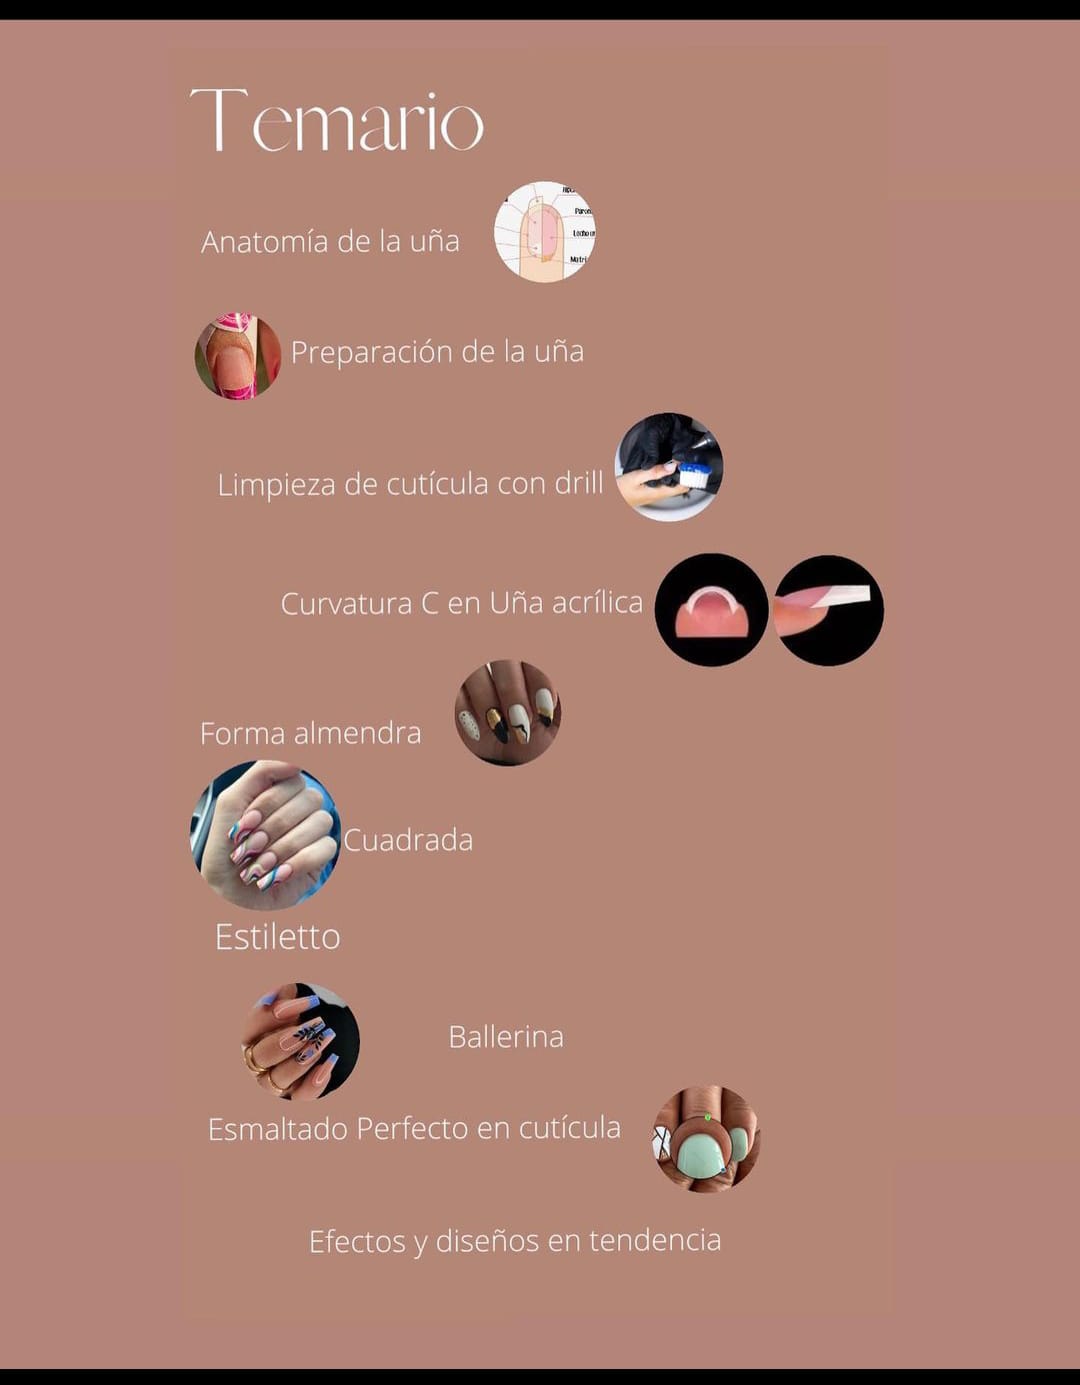 Temario
Anatomía de la uña
Preparación de la uña
Limpieza de cutícula con drill
Curvatura C en Uña acrílica
Forma almendra
Cuadrada
Estiletto
Ballerina
Esmaltado Perfecto en cutícula
Efectos y diseños en tendencia